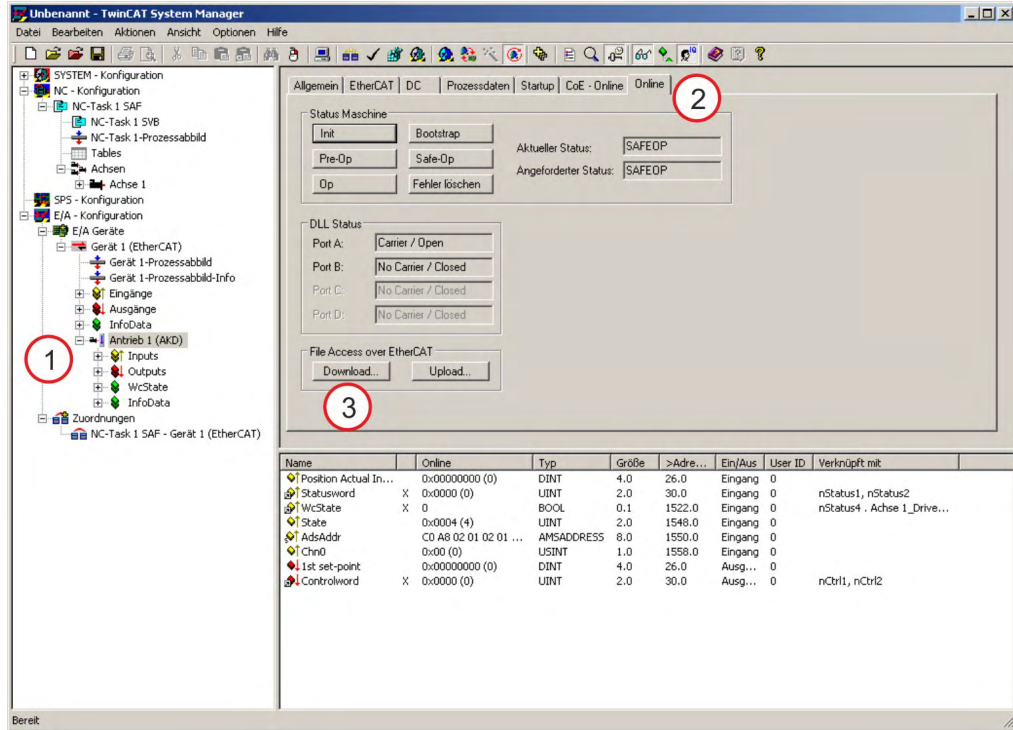 Unbenannt - TwinCAT System Manager
Datei Bearbeiten Aktionen Ansicht Optionen Hilfe
SYSTEM - Konfiguration
NC - Konfiguration
NC-Task 1 SAF
NC-Task 1 SVB
NC-Task 1-Prozessabbild
Tables
Achsen
Achse 1
SPS - Konfiguration
E/A - Konfiguration
E/A Geräte
Gerät 1 (EtherCAT)
Gerät 1-Prozessabbild
Gerät 1-Prozessabbild-Info
Eingänge
Ausgänge
InfoData
Antrieb 1 (AKD)
1
Inputs
Outputs
WcState
InfoData
Zuordnungen
NC-Task 1 SAF - Gerät 1 (EtherCAT)
Allgemein EtherCAT DC Prozessdaten Startup CoE - Online Online
2
Status Maschine
Init Bootstrap
Pre-Op Safe-Op
Op Fehler löschen
Aktueller Status: SAFEOP
Angeforderter Status: SAFEOP
DLL Status
Port A: Carrier / Open
Port B: No Carrier / Closed
Port C: No Carrier / Closed
Port D: No Carrier / Closed
File Access over EtherCAT
Download... Upload...
3
Name Online Typ Größe >Adre... Ein/Aus User ID Verknüpft mit
Position Actual In... 0x00000000 (0) DINT 4.0 26.0 Eingang 0
Statusword X 0x0000 (0) UINT 2.0 30.0 Eingang 0 nStatus1, nStatus2
WcState X 0 BOOL 0.1 1522.0 Eingang 0 nStatus4 . Achse 1_Drive...
State 0x0004 (4) UINT 2.0 1548.0 Eingang 0
AdsAddr C0 A8 02 01 02 01 ... AMSADDRESS 8.0 1550.0 Eingang 0
Chn0 0x00 (0) USINT 1.0 1558.0 Eingang 0
1st set-point 0x00000000 (0) DINT 4.0 26.0 Ausg... 0
Controlword X 0x0000 (0) UINT 2.0 30.0 Ausg... 0 nCtrl1, nCtrl2
Bereit